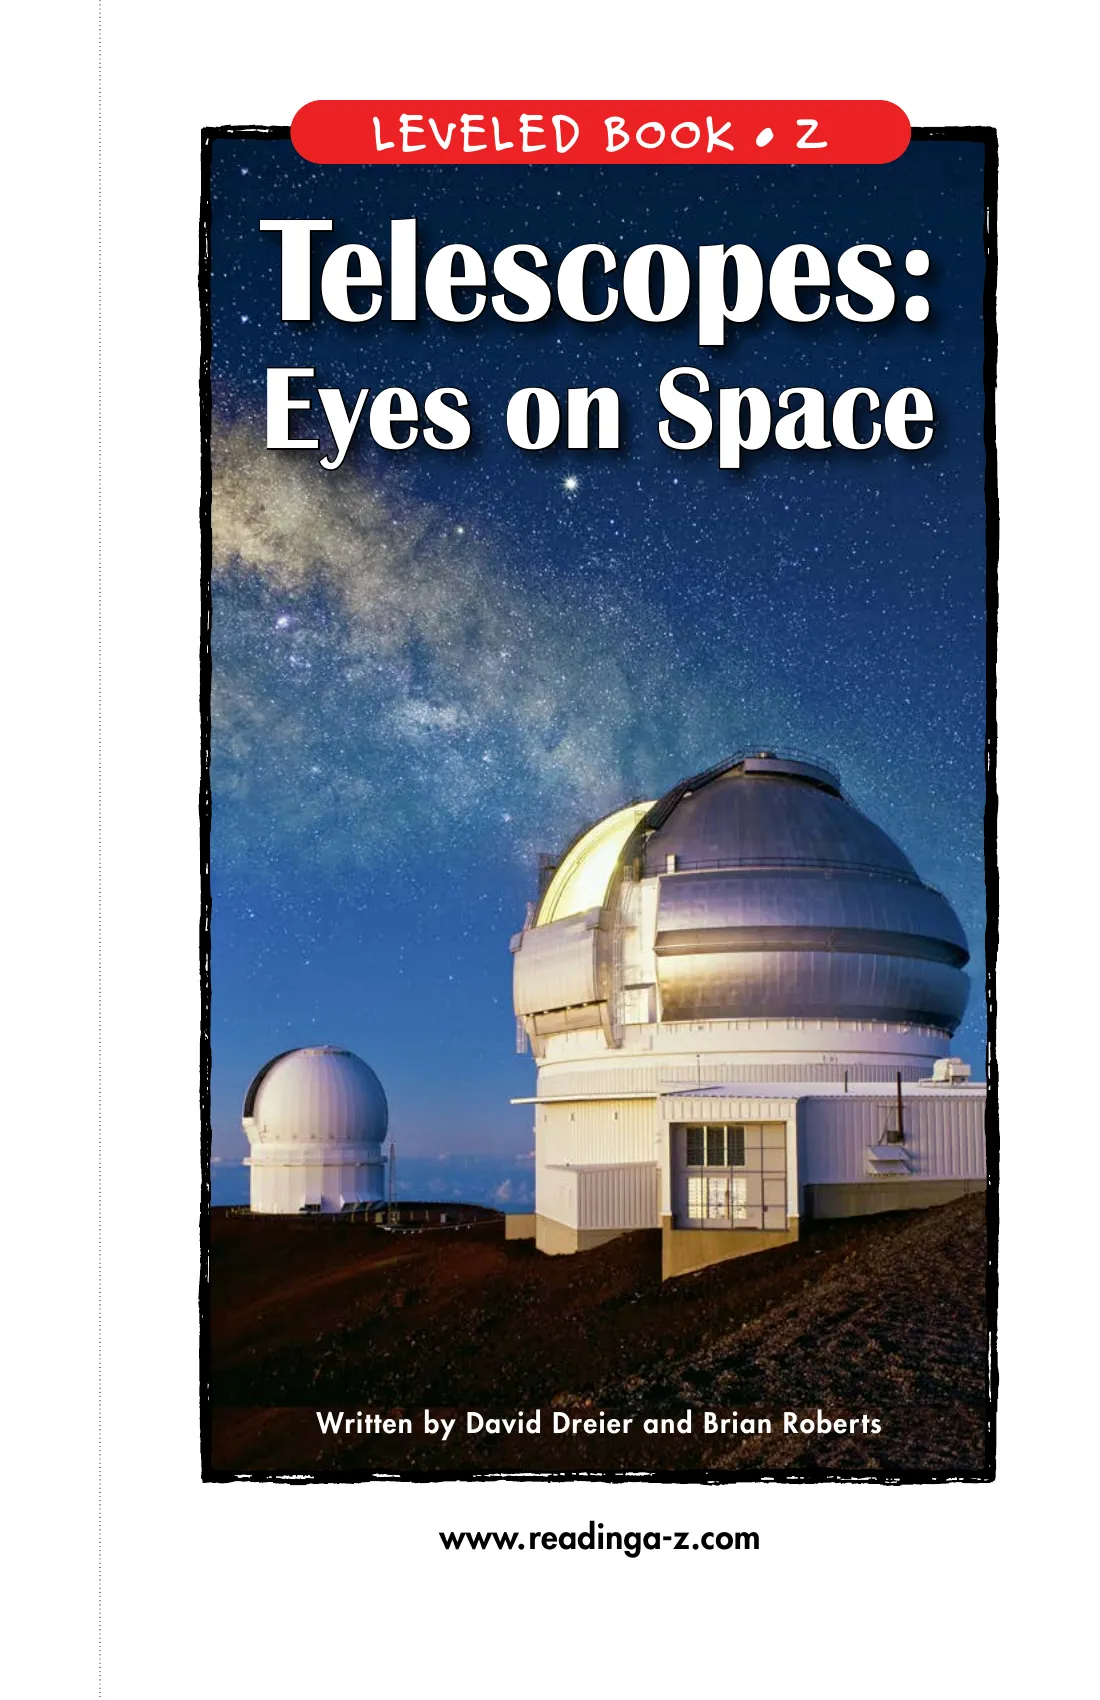 LEVELED BOOK • Z
Telescopes:
Eyes on Space
Written by David Dreier and Brian Roberts
www.readinga-z.com